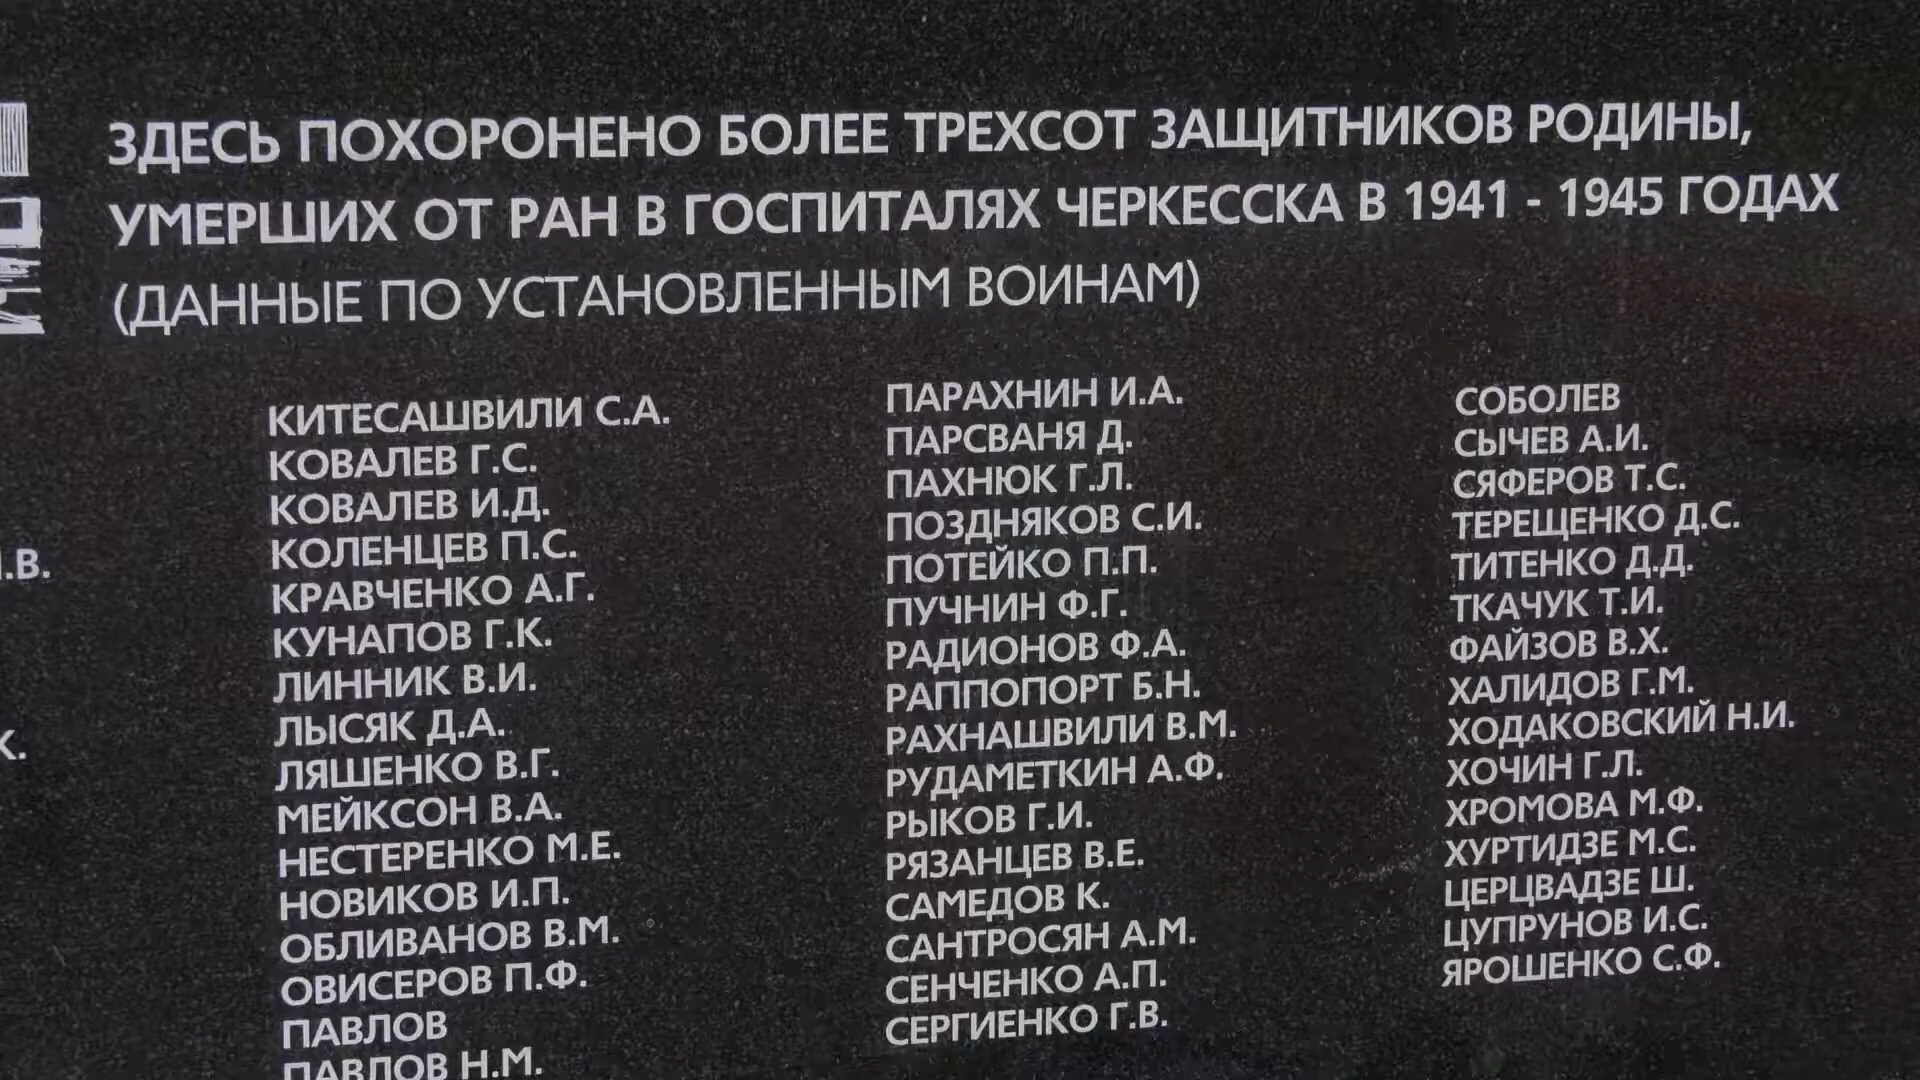 ЗДЕСЬ ПОХОРОНЕНО БОЛЕЕ ТРЕХСОТ ЗАЩИТНИКОВ РОДИНЫ,
УМЕРШИХ ОТ РАН В ГОСПИТАЛЯХ ЧЕРКЕССКА В 1941 - 1945 ГОДАХ
(ДАННЫЕ ПО УСТАНОВЛЕННЫМ ВОИНАМ)
.В.
К.
КИТЕСАШВИЛИ С.А.
КОВАЛЕВ Г.С.
КОВАЛЕВ И.Д.
КОЛЕНЦЕВ П.С.
КРАВЧЕНКО А.Г.
КУНАПОВ Г.К.
ЛИННИК В.И.
ЛЫСЯК Д.А.
ЛЯШЕНКО В.Г.
МЕЙКСОН В.А.
НЕСТЕРЕНКО М.Е.
НОВИКОВ И.П.
ОБЛИВАНОВ В.М.
ОВИСЕРОВ П.Ф.
ПАВЛОВ
ПАВЛОВ Н.М.
ПАРАХНИН И.А.
ПАРСВАНЯ Д.
ПАХНЮК Г.Л.
ПОЗДНЯКОВ С.И.
ПОТЕЙКО П.П.
ПУЧНИН Ф.Г.
РАДИОНОВ Ф.А.
РАППОПОРТ Б.Н.
РАХНАШВИЛИ В.М.
РУДАМЕТКИН А.Ф.
РЫКОВ Г.И.
РЯЗАНЦЕВ В.Е.
САМЕДОВ К.
САНТРОСЯН А.М.
СЕНЧЕНКО А.П.
СЕРГИЕНКО Г.В.
СОБОЛЕВ
СЫЧЕВ А.И.
СЯФЕРОВ Т.С.
ТЕРЕЩЕНКО Д.С.
ТИТЕНКО Д.Д.
ТКАЧУК Т.И.
ФАЙЗОВ В.Х.
ХАЛИДОВ Г.М.
ХОДАКОВСКИЙ Н.И.
ХОЧИН Г.Л.
ХРОМОВА М.Ф.
ХУРТИДЗЕ М.С.
ЦЕРЦВАДЗЕ Ш.
ЦУПРУНОВ И.С.
ЯРОШЕНКО С.Ф.